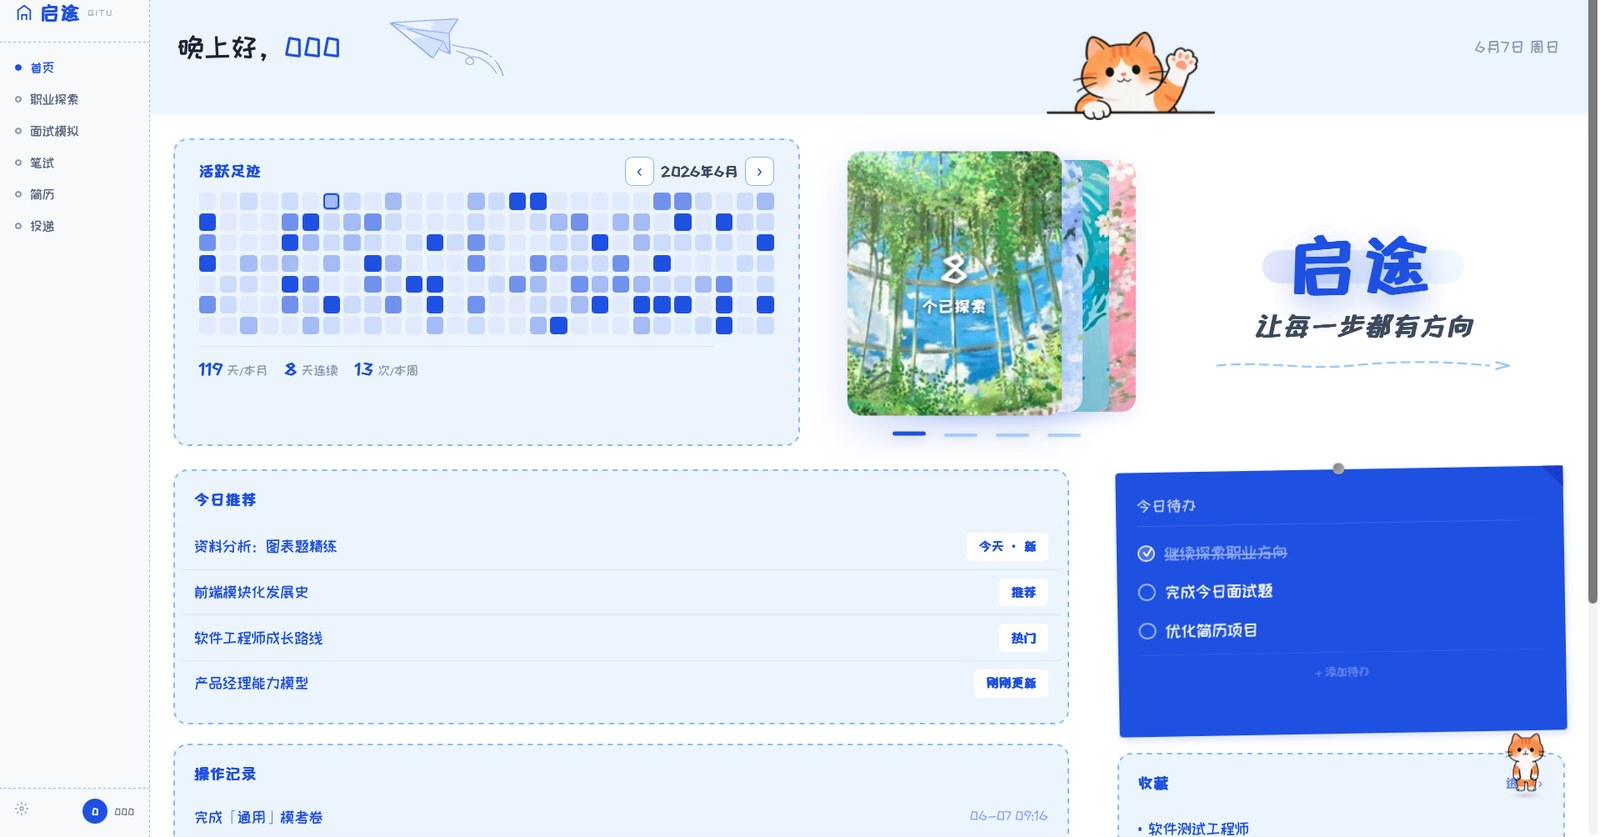 启途 QITU
首页
职业探索
面试模拟
笔试
简历
投递
晚上好，
6月7日 周日
活跃足迹
‹ 2026年6月 ›
119 天/本月 8 天连续 13 次/本周
8
个已探索
启途
让每一步都有方向
今日推荐
资料分析：图表题精练 今天 · 新
前端模块化发展史 推荐
软件工程师成长路线 热门
产品经理能力模型 刚刚更新
今日待办
继续探索职业方向
完成今日面试题
优化简历项目
+ 添加待办
操作记录
完成「通用」模考卷 06-07 09:16
收藏
• 软件测试工程师